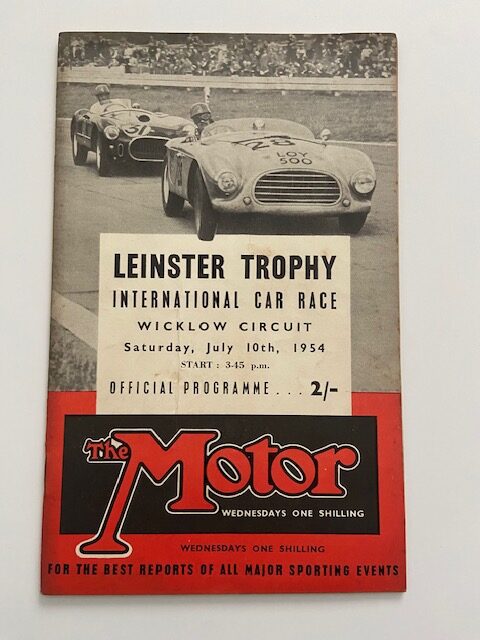 28
LOY
500
LEINSTER TROPHY
INTERNATIONAL CAR RACE
WICKLOW CIRCUIT
Saturday, July 10th, 1954
START : 3-45 p.m.
OFFICIAL PROGRAMME . . . 2/-
The Motor
WEDNESDAYS ONE SHILLING
WEDNESDAYS ONE SHILLING
FOR THE BEST REPORTS OF ALL MAJOR SPORTING EVENTS